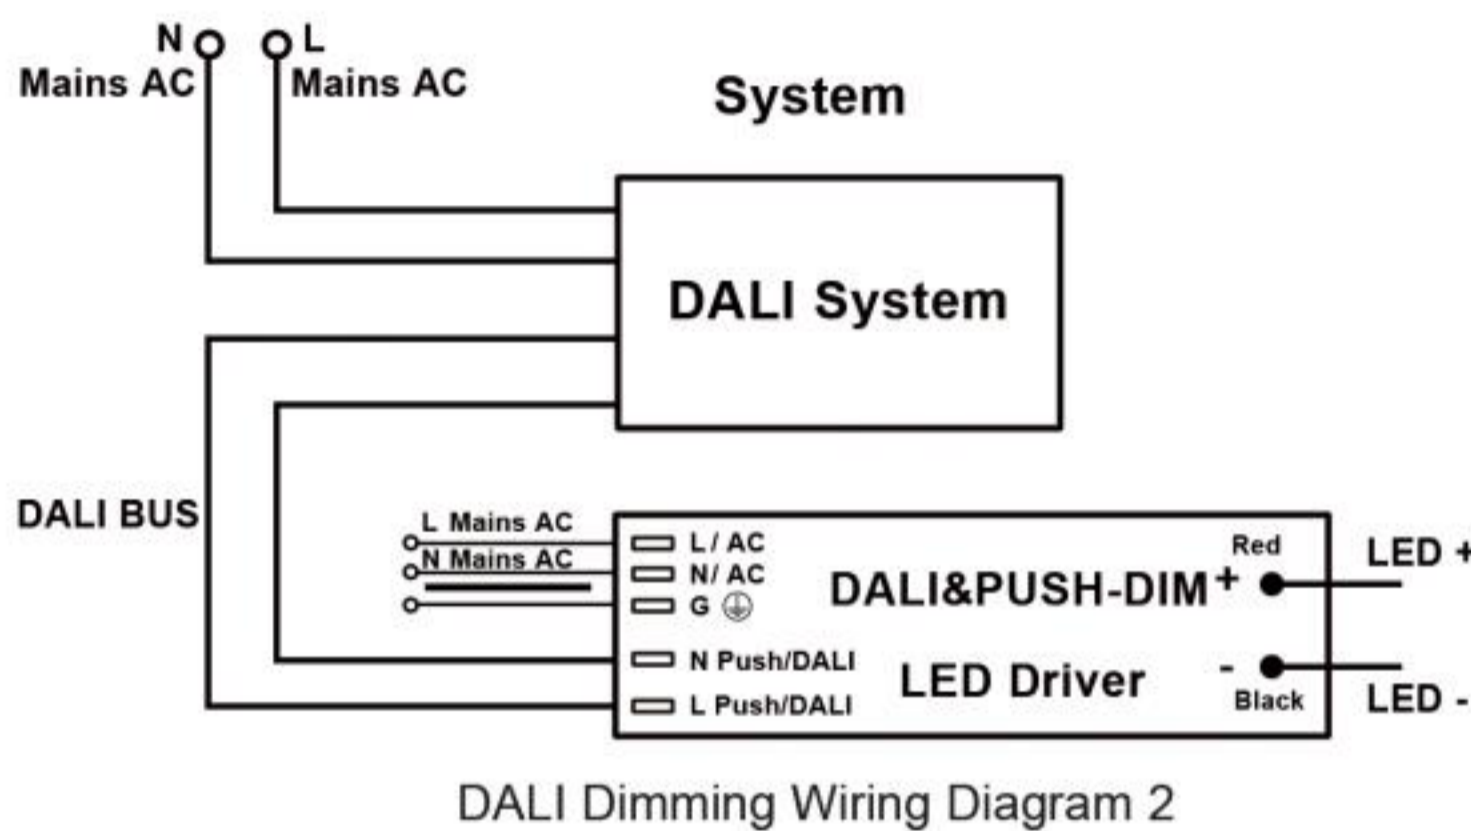 N
L
Mains AC
Mains AC
System
DALI System
DALI BUS
L Mains AC
N Mains AC
L / AC
N/ AC
G
N Push/DALI
L Push/DALI
DALI&PUSH-DIM
LED Driver
Red
+
-
Black
LED +
LED -
DALI Dimming Wiring Diagram 2